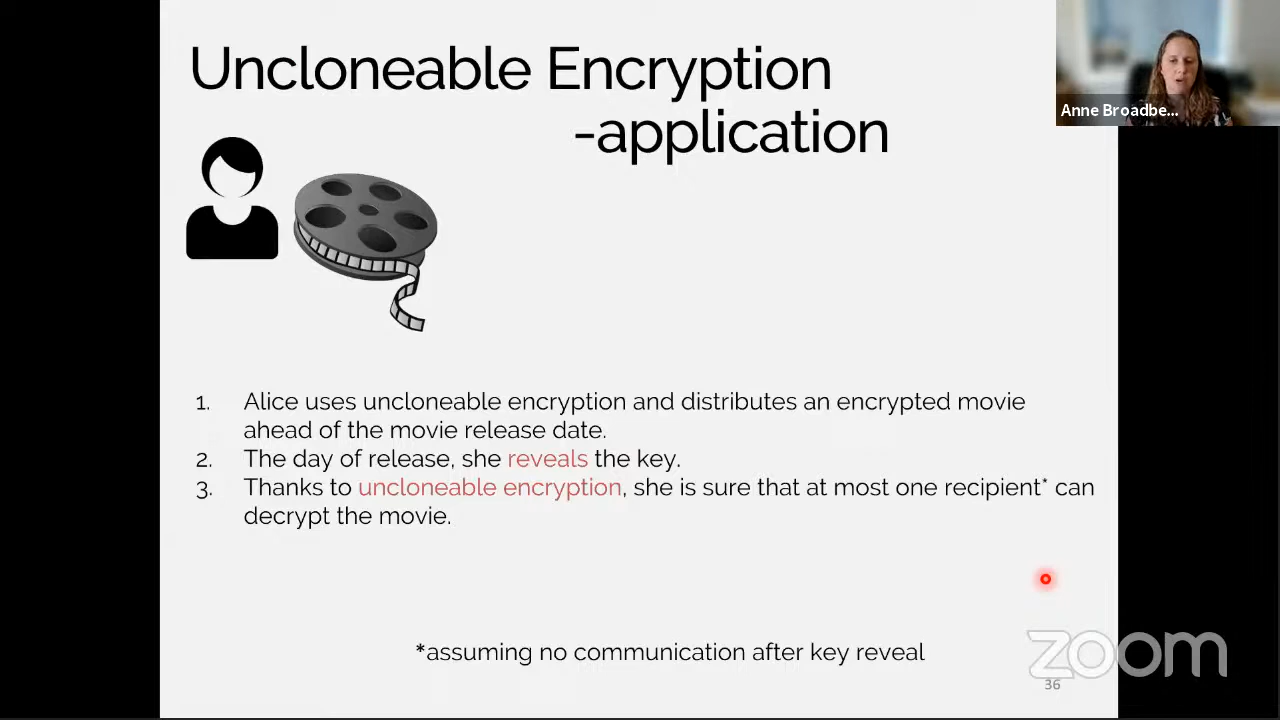 Uncloneable Encryption
-application
Anne Broadbe...
1. Alice uses uncloneable encryption and distributes an encrypted movie
ahead of the movie release date.
2. The day of release, she reveals the key.
3. Thanks to uncloneable encryption, she is sure that at most one recipient* can
decrypt the movie.
*assuming no communication after key reveal
zoom
36